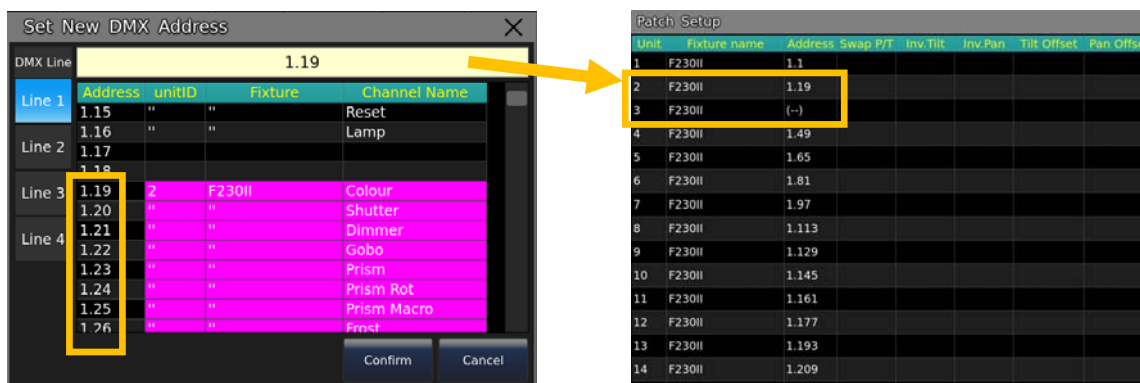 Set New DMX Address
DMX Line 1.19
Line 1
Line 2
Line 3
Line 4
Address unitID Fixture Channel Name
1.15 " " Reset
1.16 " " Lamp
1.17
1.18
1.19 2 F230II Colour
1.20 " " Shutter
1.21 " " Dimmer
1.22 " " Gobo
1.23 " " Prism
1.24 " " Prism Rot
1.25 " " Prism Macro
1.26 " " Frost
Confirm Cancel
Patch Setup
Unit Fixture name Address Swap P/T Inv.Tilt Inv.Pan Tilt Offset Pan Offs
1 F230II 1.1
2 F230II 1.19
3 F230II (--)
4 F230II 1.49
5 F230II 1.65
6 F230II 1.81
7 F230II 1.97
8 F230II 1.113
9 F230II 1.129
10 F230II 1.145
11 F230II 1.161
12 F230II 1.177
13 F230II 1.193
14 F230II 1.209